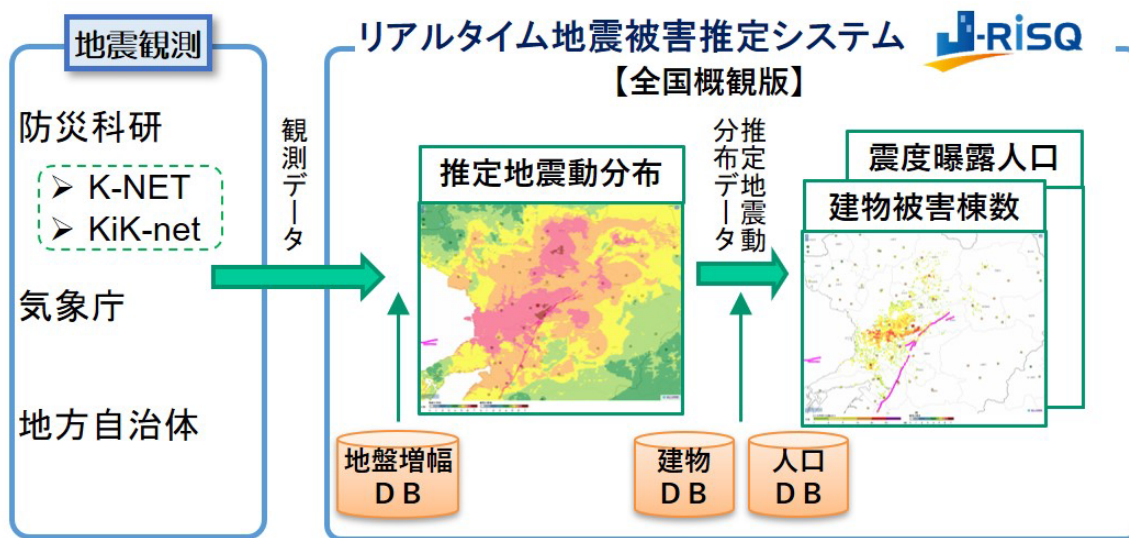 地震観測
防災科研
➢ K-NET
➢ KiK-net
気象庁
地方自治体
観測データ
リアルタイム地震被害推定システム
J-RiSQ
【全国概観版】
推定地震動分布
地盤増幅
ＤＢ
推定地震動
分布データ
震度曝露人口
建物被害棟数
建物
ＤＢ
人口
ＤＢ